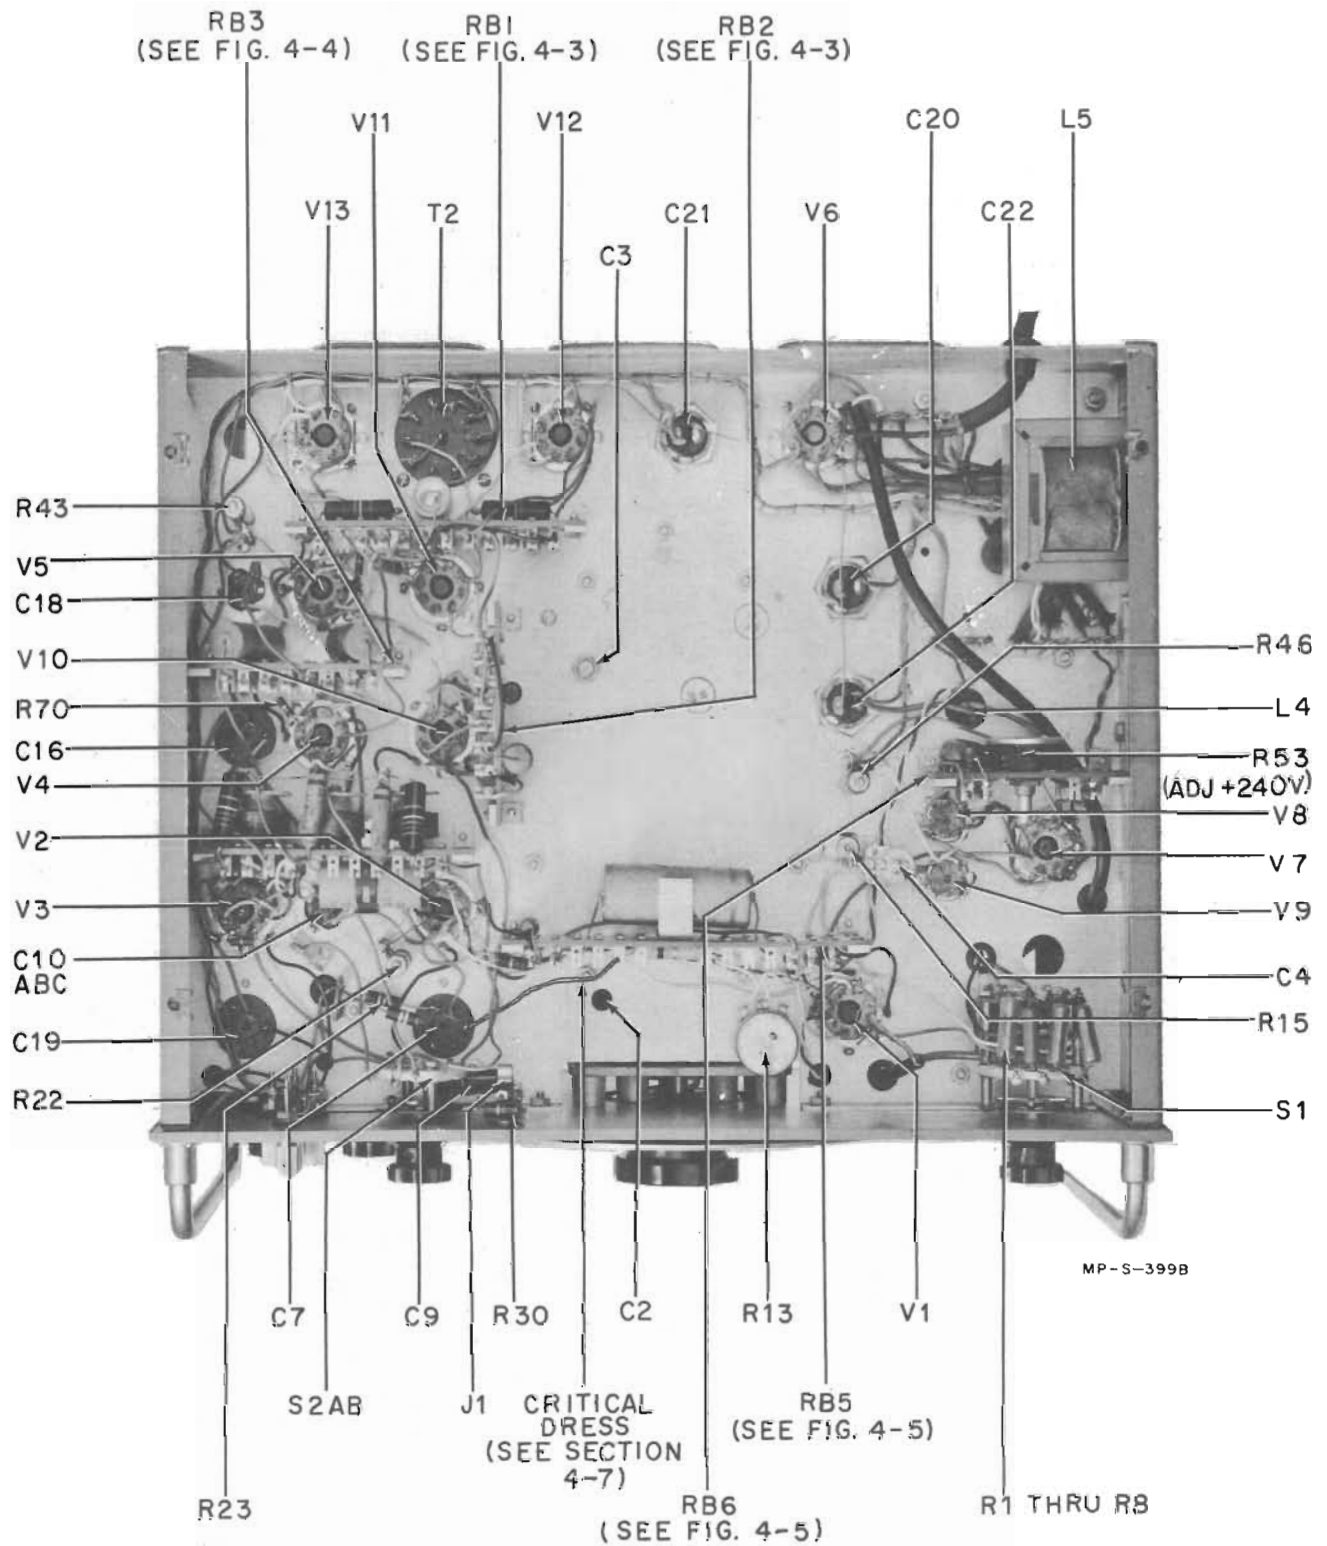 RB3
(SEE FIG. 4-4)
RB1
(SEE FIG. 4-3)
RB2
(SEE FIG. 4-3)
V11
V12
C20
L5
V13
T2
C21
V6
C22
C3
R43
V5
C18
V10
R70
C16
V4
V2
V3
C10
ABC
C19
R22
R46
L4
R53
(ADJ +240V)
V8
V7
V9
C4
R15
S1
MP-S-399B
C7
C9
R30
C2
R13
V1
S2AB
J1
CRITICAL
DRESS
(SEE SECTION
4-7)
RB5
(SEE FIG. 4-5)
R23
RB6
(SEE FIG. 4-5)
R1 THRU R8